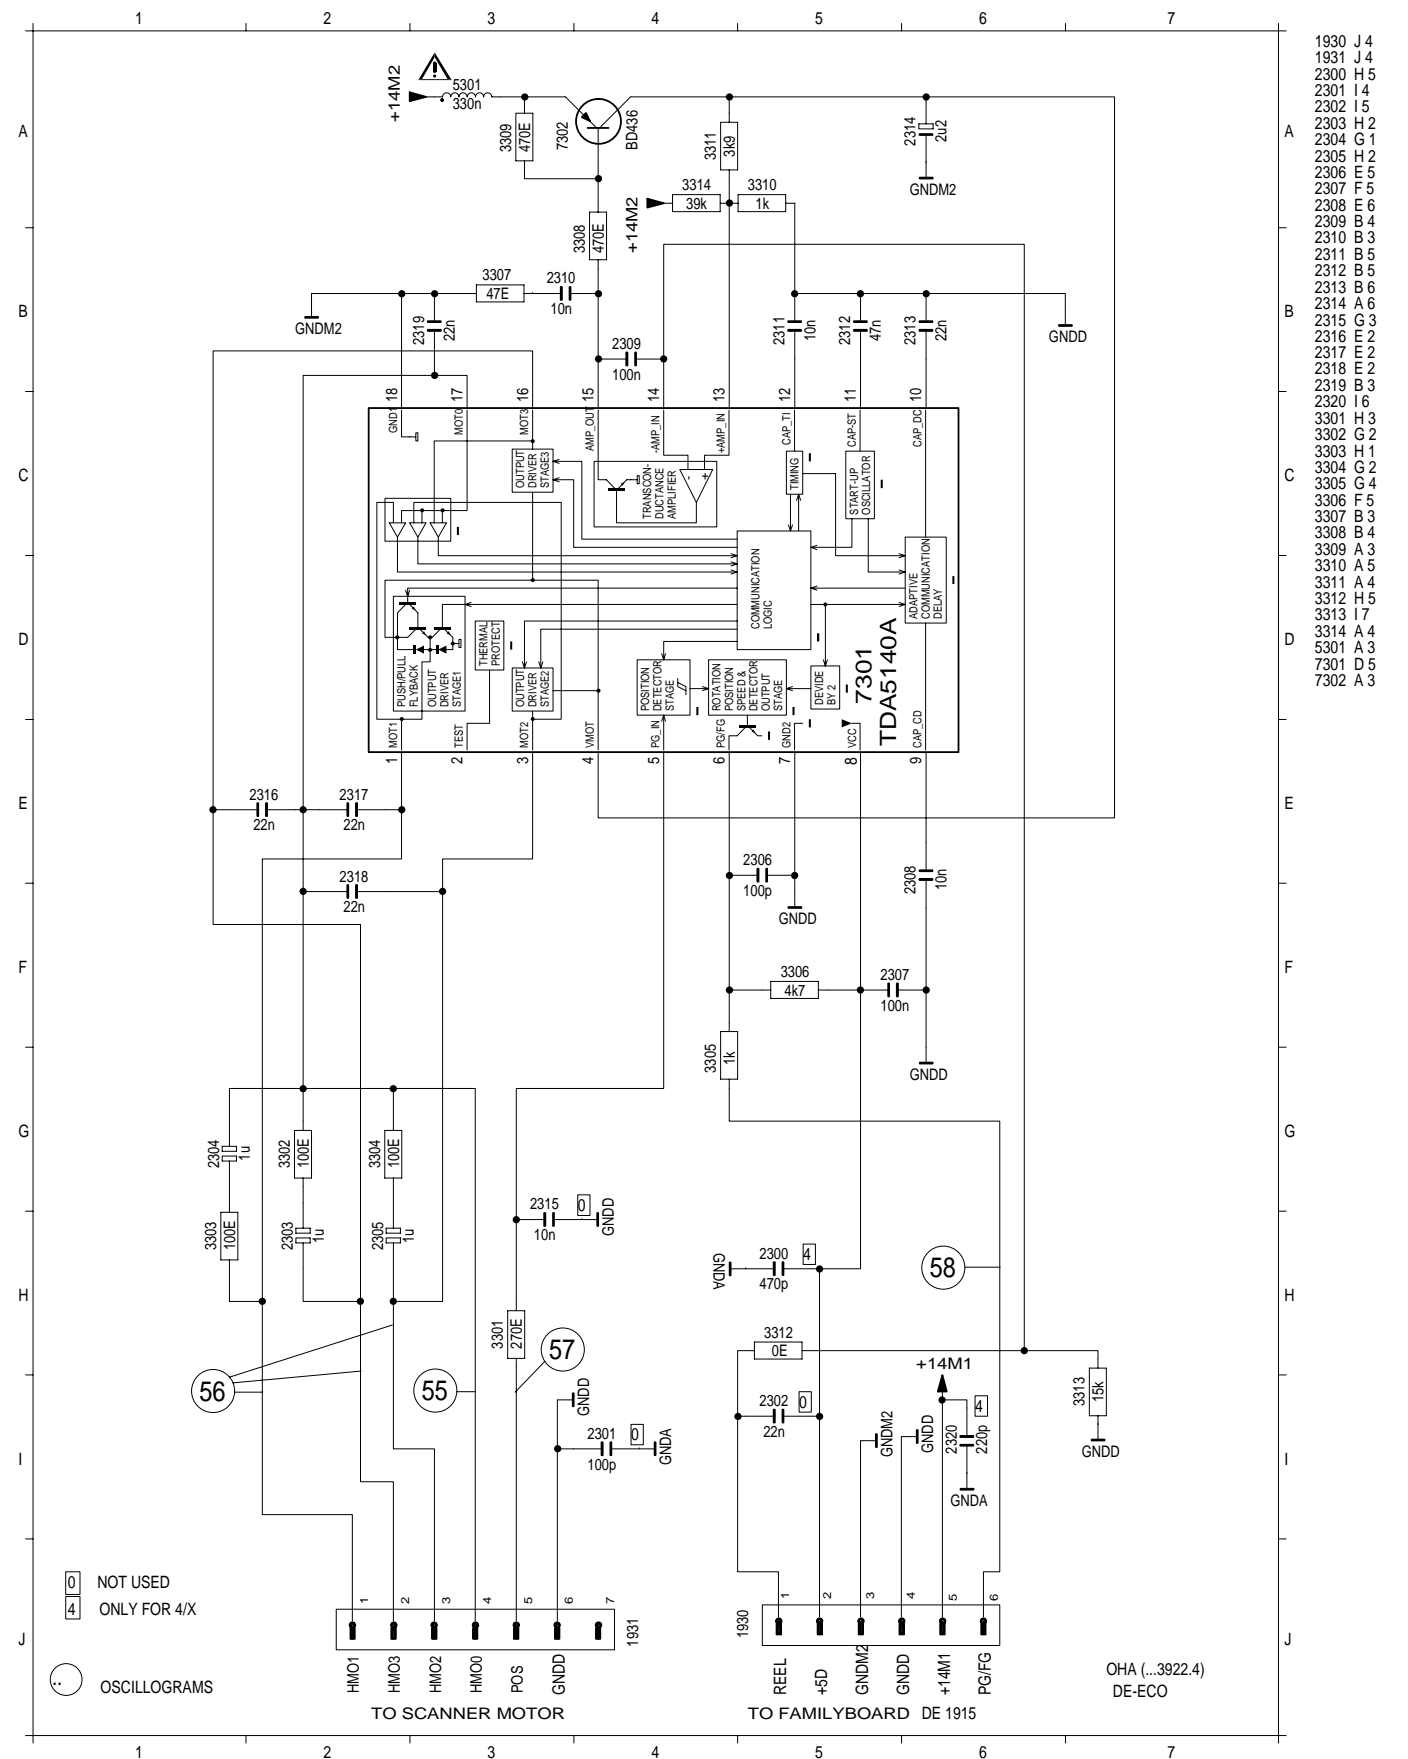 1 2 3 4 5 6 7
A
B
C
D
E
F
G
H
I
J
A
B
C
D
E
F
G
H
I
J
+14M2
5301
330n
3309
470E
7302
BD436
3311
3k9
2314
2u2
GNDM2
3314
39k
3310
1k
+14M2
3308
470E
3307
47E
2310
10n
GNDM2
2319
22n
2309
100n
2311
10n
2312
47n
2313
22n
GNDD
18 17 16 15 14 13 12 11 10
GND1
MOT0
MOT3
AMP_OUT
-AMP_IN
+AMP_IN
CAP_TI
CAP-ST
CAP_DC
OUTPUT
DRIVER
STAGE3
TRANSCON-
DUCTANCE
AMPLIFIER
- +
TIMING
START-UP
OSCILLATOR
COMMUNICATION
LOGIC
ADAPTIVE
COMMUNICATION
DELAY
PUSH/PULL
FLYBACK
OUTPUT
DRIVER
STAGE1
THERMAL
PROTECT
OUTPUT
DRIVER
STAGE2
POSITION
DETECTOR
STAGE
ROTATION
POSITION
SPEED &
DETECTOR
OUTPUT
STAGE
DEVIDE
BY 2
7301
TDA5140A
MOT1
TEST
MOT2
VMOT
PG_IN
PG/FG
GND2
VCC
CAP_CD
1 2 3 4 5 6 7 8 9
2316
22n
2317
22n
2318
22n
2306
100p
GNDD
2308
10n
3306
4k7
2307
100n
3305
1k
GNDD
2304
1u
3302
100E
3304
100E
3303
100E
2303
1u
2305
1u
2315
10n
0
GNDD
GNDA
2300
470p
4
58
3301
270E
57
3312
0E
+14M1
56
55
GNDD
2301
100p
0
GNDA
2302
22n
0
GNDM2
GNDD
2320
220p
4
GNDA
3313
15k
GNDD
0 NOT USED
4 ONLY FOR 4/X
.. OSCILLOGRAMS
1 2 3 4 5 6 7
1931
HMO1
HMO3
HMO2
HMO0
POS
GNDD
TO SCANNER MOTOR
1930
1 2 3 4 5 6
REEL
+5D
GNDM2
GNDD
+14M1
PG/FG
TO FAMILYBOARD DE 1915
OHA (...3922.4)
DE-ECO
1 2 3 4 5 6 7
1930 J 4
1931 J 4
2300 H 5
2301 I 4
2302 I 5
2303 H 2
2304 G 1
2305 H 2
2306 E 5
2307 F 5
2308 E 6
2309 B 4
2310 B 3
2311 B 5
2312 B 5
2313 B 6
2314 A 6
2315 G 3
2316 E 2
2317 E 2
2318 E 2
2319 B 3
2320 I 6
3301 H 3
3302 G 2
3303 H 1
3304 G 2
3305 G 4
3306 F 5
3307 B 3
3308 B 4
3309 A 3
3310 A 5
3311 A 4
3312 H 5
3313 I 7
3314 A 4
5301 A 3
7301 D 5
7302 A 3